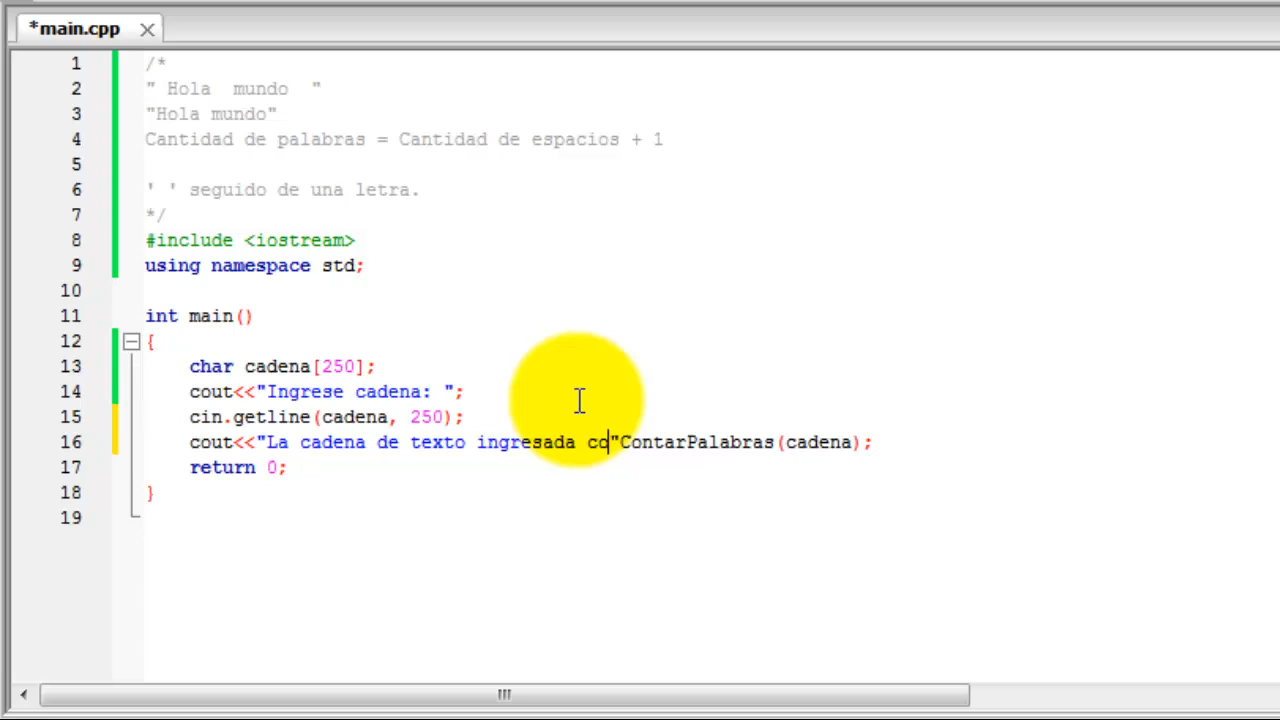 *main.cpp
1 /*
2 " Hola  mundo  "
3 "Hola mundo"
4 Cantidad de palabras = Cantidad de espacios + 1
5
6 ' ' seguido de una letra.
7 */
8 #include <iostream>
9 using namespace std;
10
11 int main()
12 {
13     char cadena[250];
14     cout<<"Ingrese cadena: ";
15     cin.getline(cadena, 250);
16     cout<<"La cadena de texto ingresada co"ContarPalabras(cadena);
17     return 0;
18 }
19